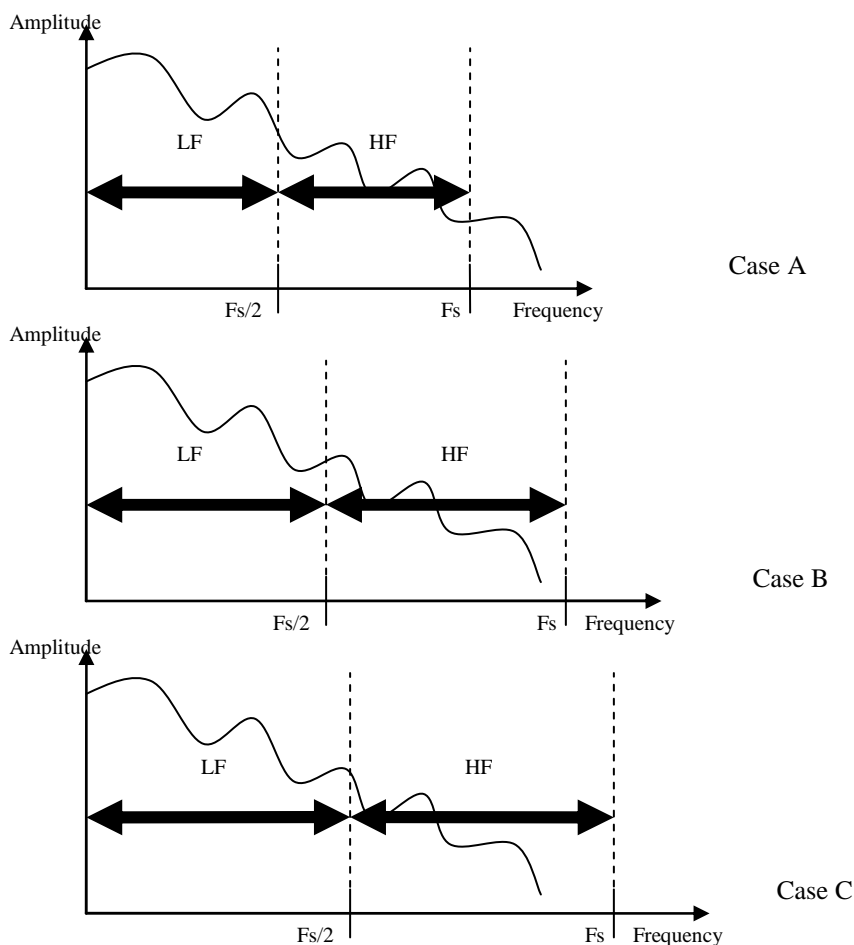 Amplitude
LF HF
Case A
Fs/2 Fs Frequency
Amplitude
LF HF
Case B
Fs/2 Fs Frequency
Amplitude
LF HF
Case C
Fs/2 Fs Frequency